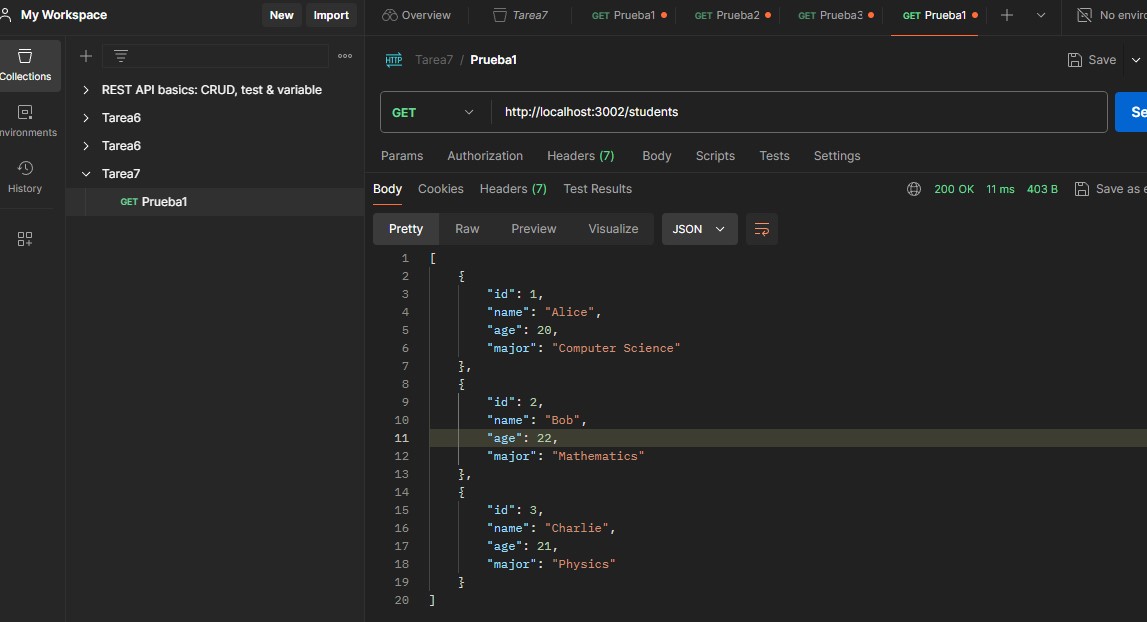 My Workspace
New
Import
Overview
Tarea7
GET Prueba1
GET Prueba2
GET Prueba3
GET Prueba1
No enviro
Collections
nvironments
History
REST API basics: CRUD, test & variable
Tarea6
Tarea6
Tarea7
GET Prueba1
HTTP
Tarea7 / Prueba1
Save
GET
http://localhost:3002/students
Se
Params
Authorization
Headers (7)
Body
Scripts
Tests
Settings
Body
Cookies
Headers (7)
Test Results
200 OK
11 ms
403 B
Save as e
Pretty
Raw
Preview
Visualize
JSON
1 [
2 {
3 "id": 1,
4 "name": "Alice",
5 "age": 20,
6 "major": "Computer Science"
7 },
8 {
9 "id": 2,
10 "name": "Bob",
11 "age": 22,
12 "major": "Mathematics"
13 },
14 {
15 "id": 3,
16 "name": "Charlie",
17 "age": 21,
18 "major": "Physics"
19 }
20 ]